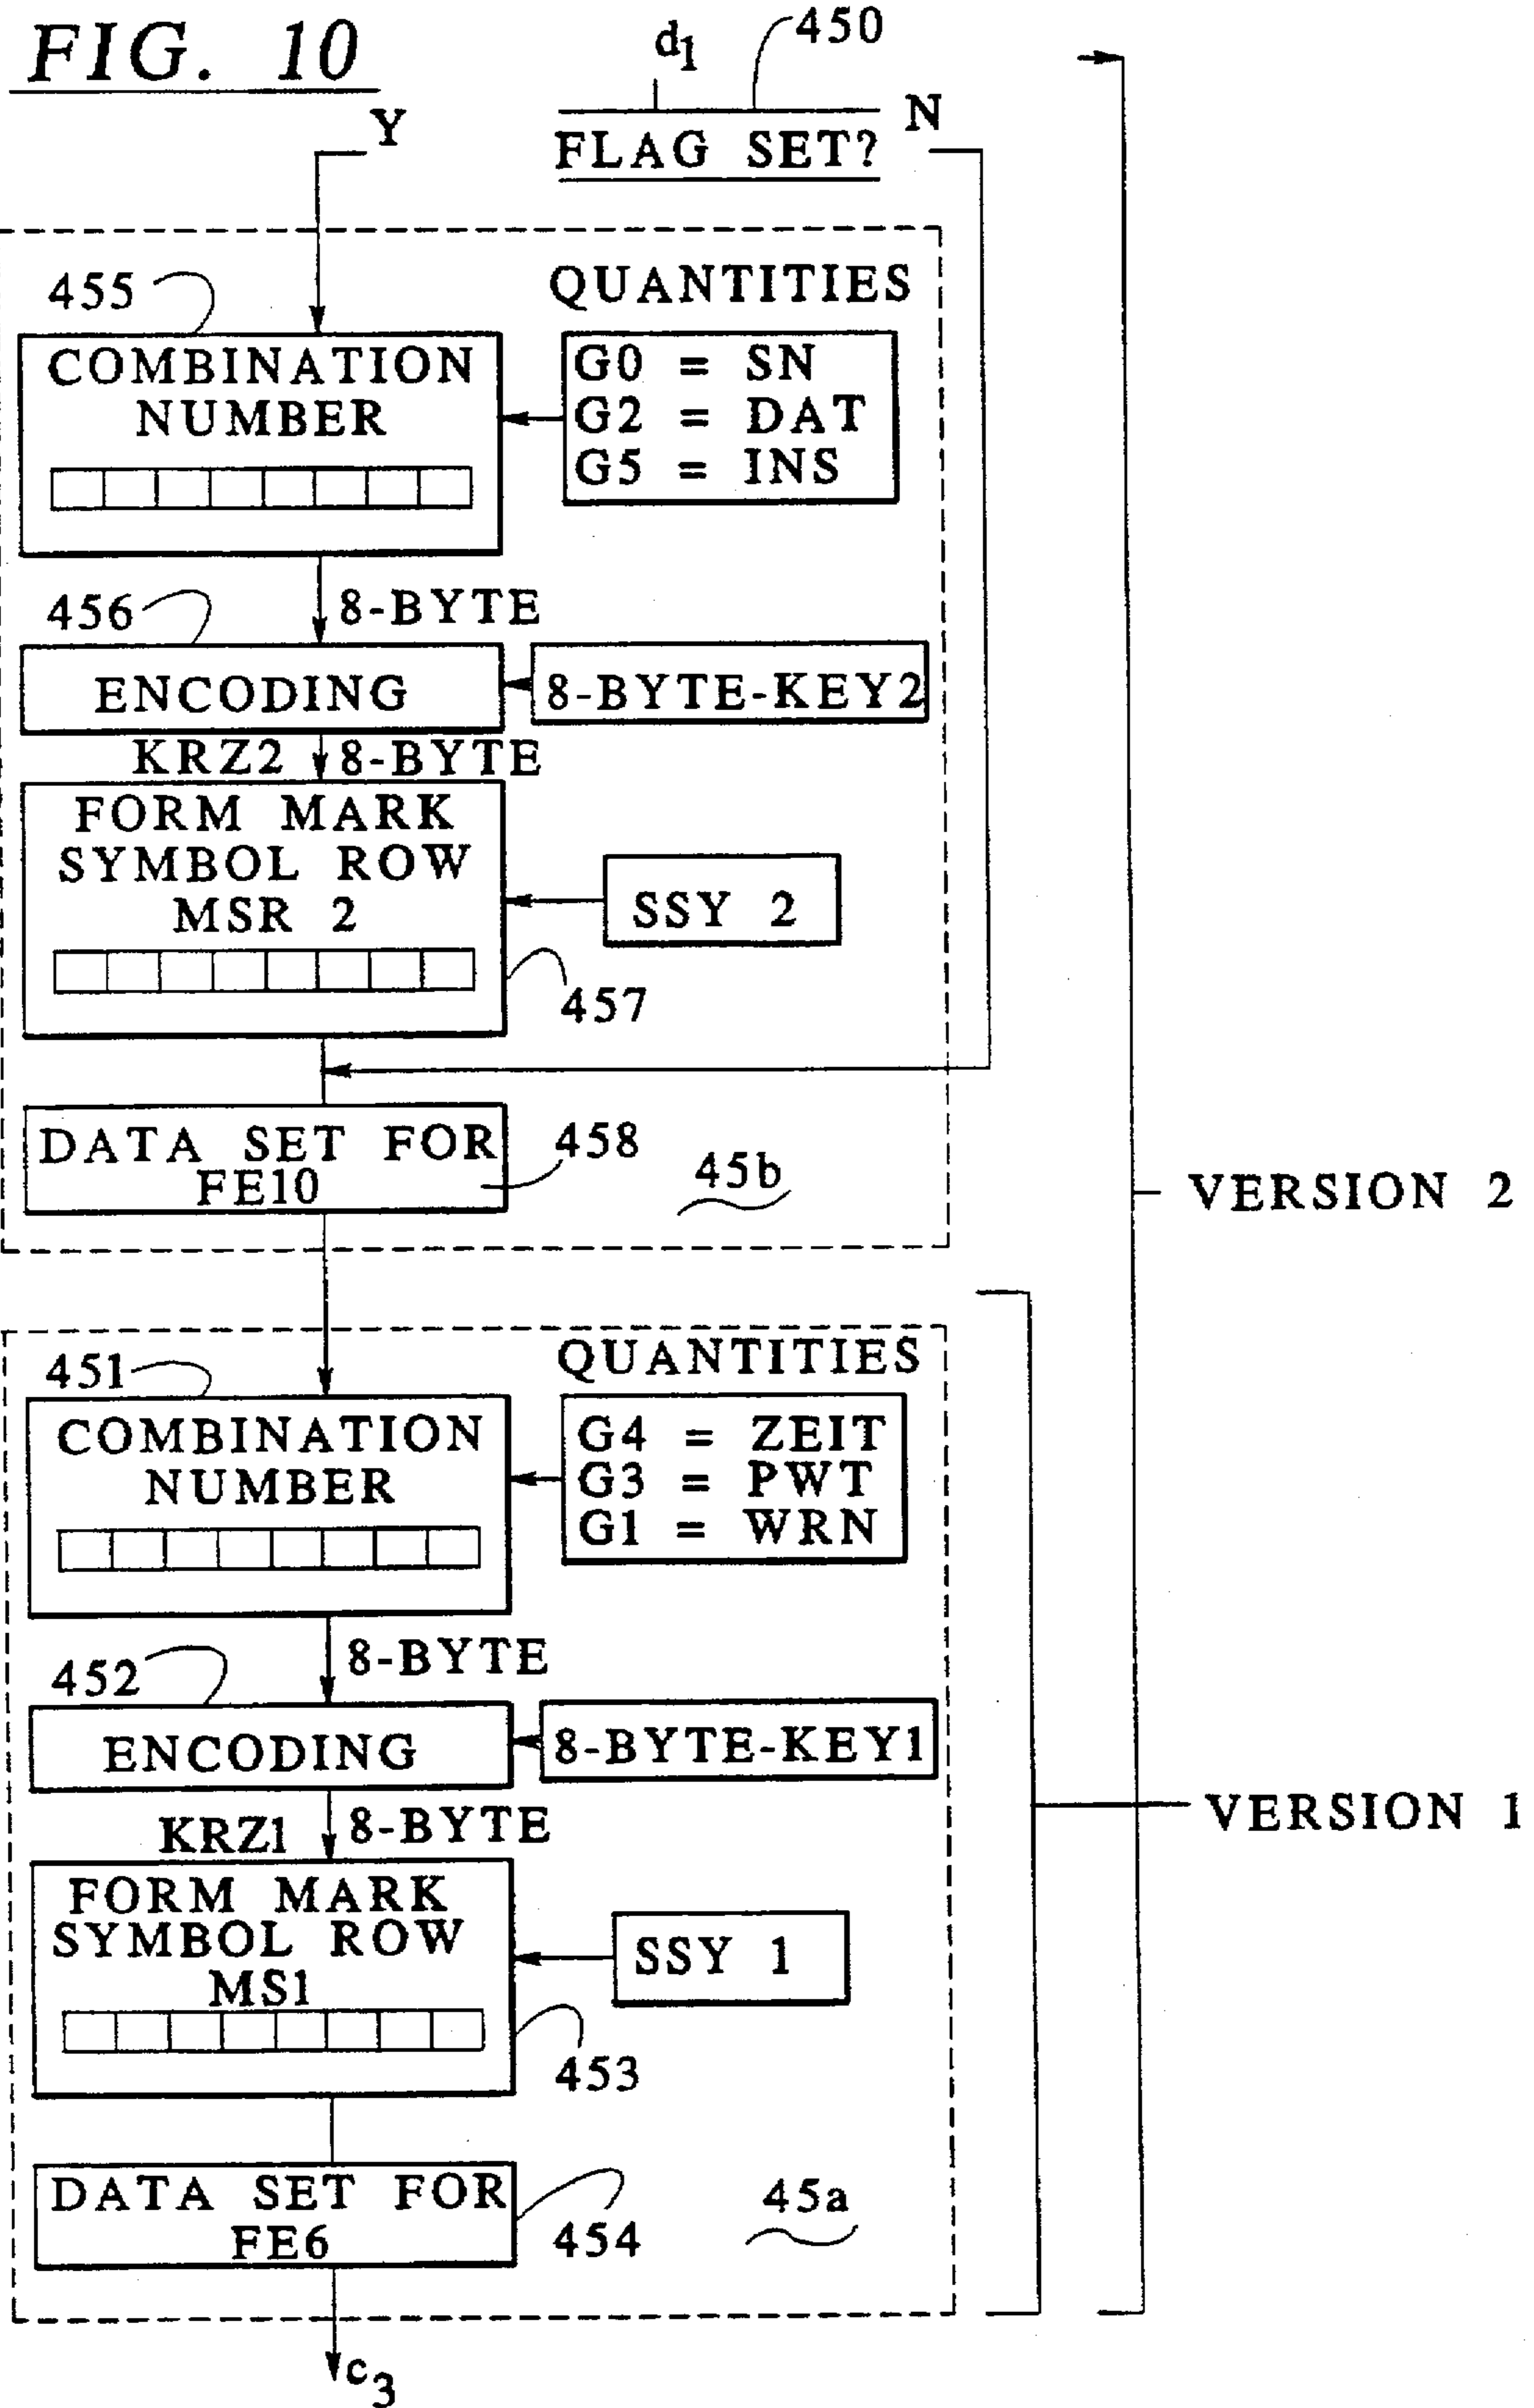 FIG. 10
d1
450
Y
FLAG SET?
N
455
QUANTITIES
COMBINATION
NUMBER
G0 = SN
G2 = DAT
G5 = INS
456
8-BYTE
ENCODING
8-BYTE-KEY2
KRZ2
8-BYTE
FORM MARK
SYMBOL ROW
MSR 2
SSY 2
457
DATA SET FOR
FE10
458
45b
VERSION 2
451
QUANTITIES
COMBINATION
NUMBER
G4 = ZEIT
G3 = PWT
G1 = WRN
452
8-BYTE
ENCODING
8-BYTE-KEY1
KRZ1
8-BYTE
VERSION 1
FORM MARK
SYMBOL ROW
MS1
SSY 1
453
DATA SET FOR
FE6
454
45a
c3